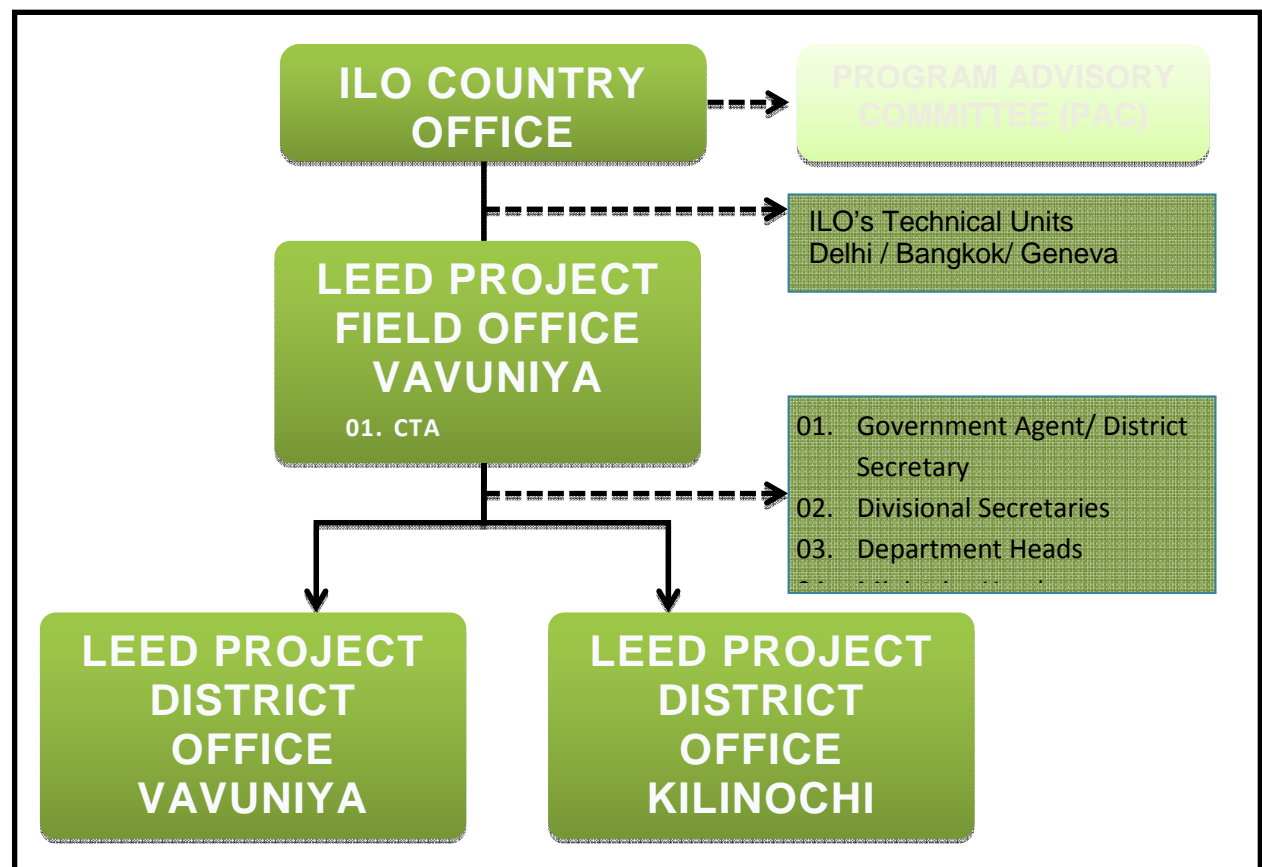 ILO COUNTRY
OFFICE
PROGRAM ADVISORY
COMMITTEE (PAC)
ILO's Technical Units
Delhi / Bangkok/ Geneva
LEED PROJECT
FIELD OFFICE
VAVUNIYA
01. CTA
01. Government Agent/ District
Secretary
02. Divisional Secretaries
03. Department Heads
LEED PROJECT
DISTRICT
OFFICE
VAVUNIYA
LEED PROJECT
DISTRICT
OFFICE
KILINOCHI